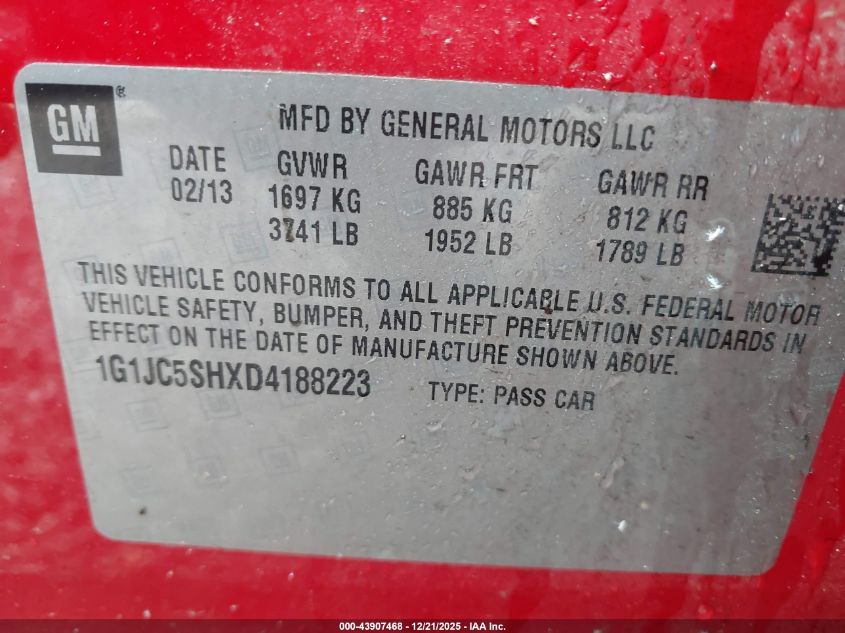 GM ®
MFD BY GENERAL MOTORS LLC
DATE GVWR GAWR FRT GAWR RR
02/13 1697 KG 885 KG 812 KG
3741 LB 1952 LB 1789 LB
THIS VEHICLE CONFORMS TO ALL APPLICABLE U.S. FEDERAL MOTOR
VEHICLE SAFETY, BUMPER, AND THEFT PREVENTION STANDARDS IN
EFFECT ON THE DATE OF MANUFACTURE SHOWN ABOVE.
1G1JC5SHXD4188223 TYPE: PASS CAR
000-43907468 - 12/21/2025 - IAA Inc.